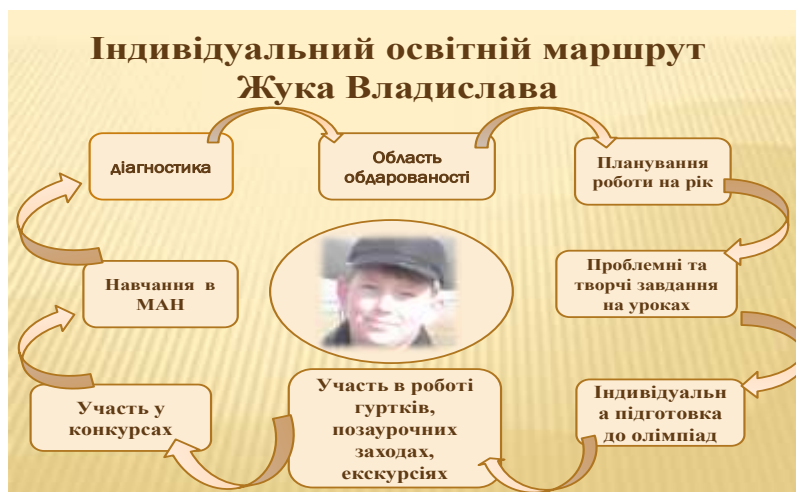 Індивідуальний освітній маршрут
Жука Владислава
діагностика
Область
обдарованості
Планування
роботи на рік
Проблемні та
творчі завдання
на уроках
Індивідуальн
а підготовка
до олімпіад
Участь в роботі
гуртків,
позаурочних
заходах,
екскурсіях
Участь у
конкурсах
Навчання в
МАН